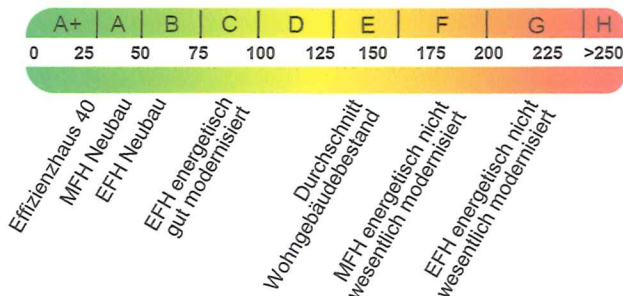 A+ A B C D E F G H
0 25 50 75 100 125 150 175 200 225 >250
Effizienzhaus 40
MFH Neubau
EFH Neubau
EFH energetisch
gut modernisiert
Durchschnitt
Wohngebäudebestand
MFH energetisch nicht
wesentlich modernisiert
EFH energetisch nicht
wesentlich modernisiert